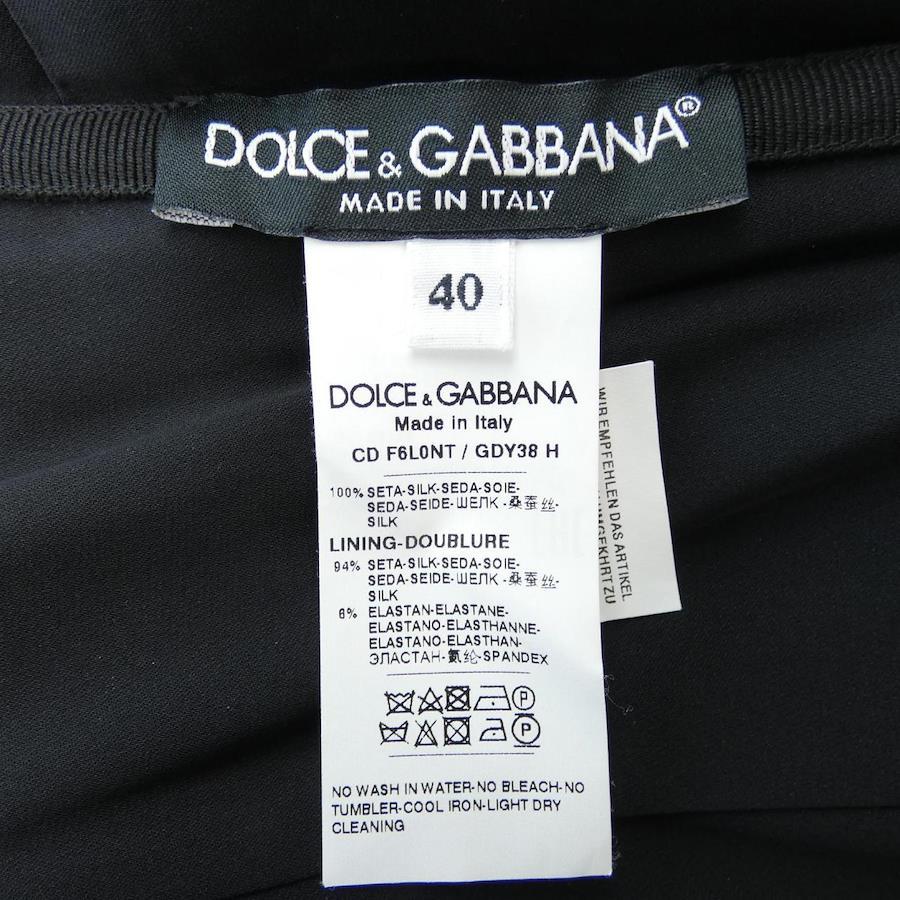 DOLCE & GABBANA®
MADE IN ITALY
40
DOLCE & GABBANA
Made in Italy
CD F6L0NT / GDY38 H
100% SETA-SILK-SEDA-SOIE-
SEDA-SEIDE-ШЕЛК-桑蚕丝-
SILK
LINING-DOUBLURE
94% SETA-SILK-SEDA-SOIE-
SEDA-SEIDE-ШЕЛК-桑蚕丝-
SILK
6% ELASTAN-ELASTANE-
ELASTANO-ELASTHANNE-
ELASTANO-ELASTHAN-
ЭЛАСТАН-氨纶-SPANDEX
P
P
NO WASH IN WATER-NO BLEACH-NO
TUMBLER-COOL IRON-LIGHT DRY
CLEANING
WIR EMPFEHLEN DAS ARTIKEL
UMGEKEHRT ZU